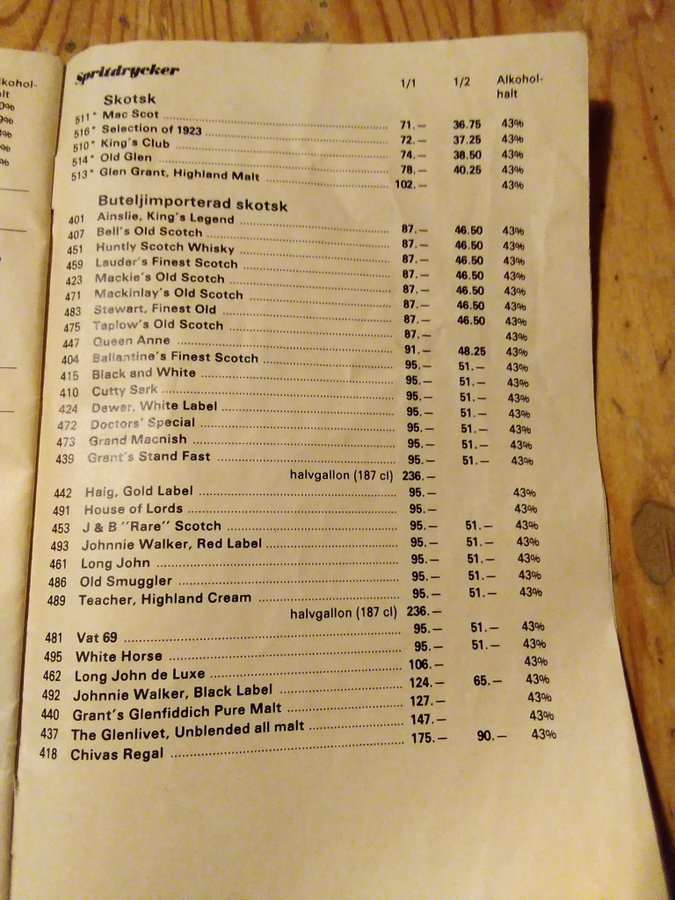 Spritdrycker
1/1 1/2 Alkohol-
halt
Skotsk
511* Mac Scot 71.— 36.75 43%
516* Selection of 1923 72.— 37.25 43%
510* King's Club 74.— 38.50 43%
514* Old Glen 78.— 40.25 43%
513* Glen Grant, Highland Malt 102.— 43%
Buteljimporterad skotsk
401 Ainslie, King's Legend 87.— 46.50 43%
407 Bell's Old Scotch 87.— 46.50 43%
451 Huntly Scotch Whisky 87.— 46.50 43%
459 Lauder's Finest Scotch 87.— 46.50 43%
423 Mackie's Old Scotch 87.— 46.50 43%
471 Mackinlay's Old Scotch 87.— 46.50 43%
483 Stewart, Finest Old 87.— 46.50 43%
475 Taplow's Old Scotch 87.— 43%
447 Queen Anne 91.— 48.25 43%
404 Ballantine's Finest Scotch 95.— 51.— 43%
415 Black and White 95.— 51.— 43%
410 Cutty Sark 95.— 51.— 43%
424 Dewar, White Label 95.— 51.— 43%
472 Doctors' Special 95.— 51.— 43%
473 Grand Macnish 95.— 51.— 43%
439 Grant's Stand Fast 95.— 51.— 43%
halvgallon (187 cl) 236.—
442 Haig, Gold Label 95.— 43%
491 House of Lords 95.— 43%
453 J & B "Rare" Scotch 95.— 51.— 43%
493 Johnnie Walker, Red Label 95.— 51.— 43%
461 Long John 95.— 51.— 43%
486 Old Smuggler 95.— 51.— 43%
489 Teacher, Highland Cream 95.— 51.— 43%
halvgallon (187 cl) 236.—
481 Vat 69 95.— 51.— 43%
495 White Horse 95.— 51.— 43%
462 Long John de Luxe 106.— 43%
492 Johnnie Walker, Black Label 124.— 65.— 43%
440 Grant's Glenfiddich Pure Malt 127.— 43%
437 The Glenlivet, Unblended all malt 147.— 43%
418 Chivas Regal 175.— 90.— 43%